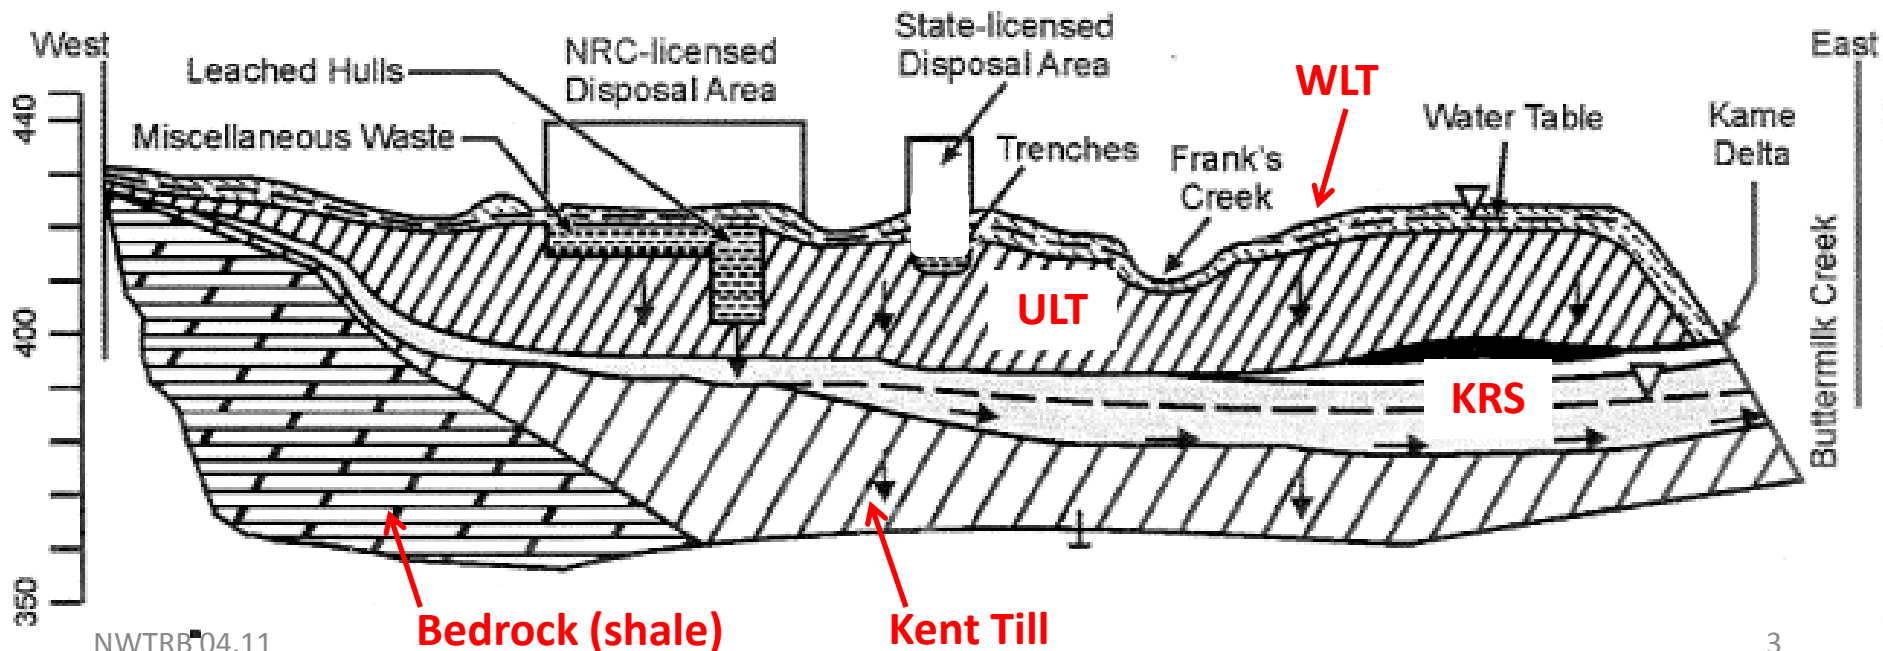 West
Leached Hulls
Miscellaneous Waste
NRC-licensed
Disposal Area
State-licensed
Disposal Area
Trenches
Frank's
Creek
WLT
Water Table
Kame
Delta
East
440
400
350
ULT
KRS
Buttermilk Creek
Bedrock (shale)
Kent Till
NWTRB 04.11
3